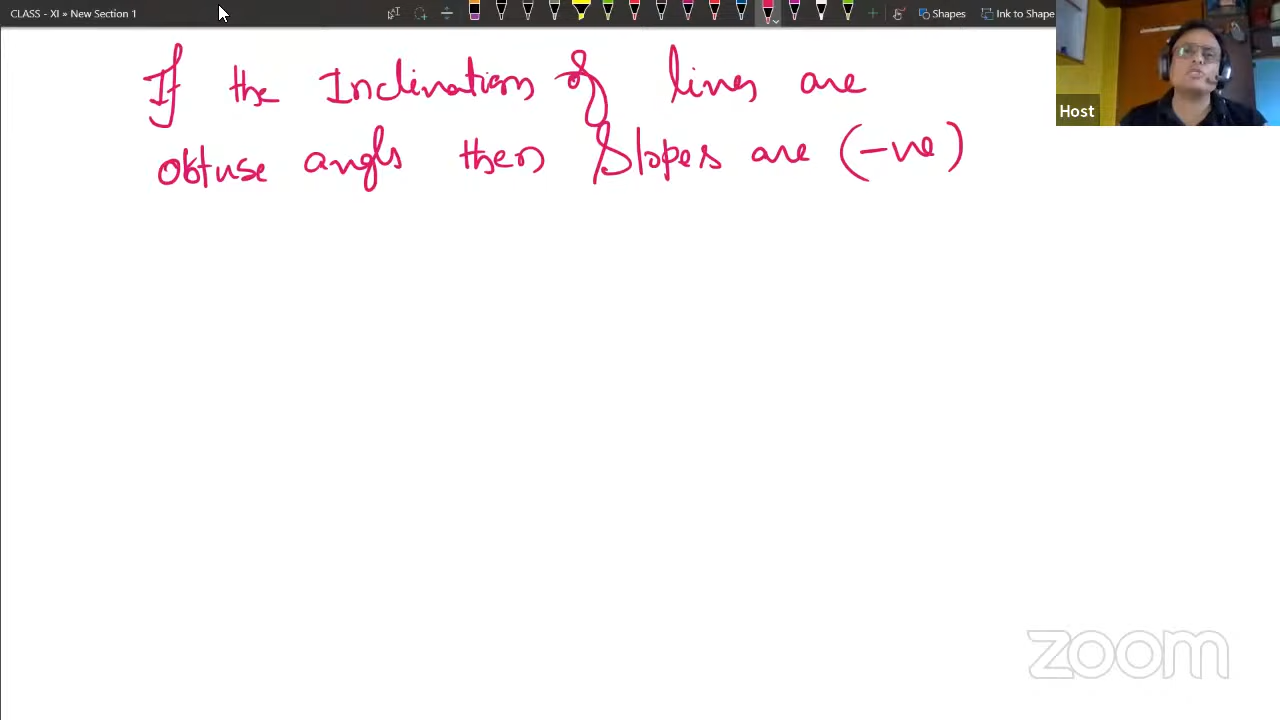 CLASS - XI » New Section 1
Shapes
Ink to Shape
If the Inclination of lines are
Host
obtuse angls then Slopes are (-ve)
zoom